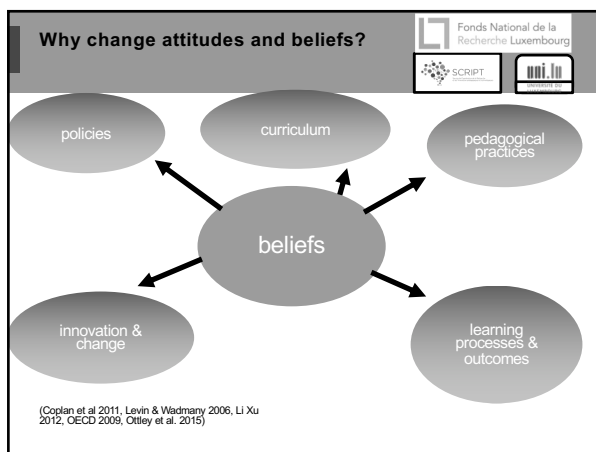 Why change attitudes and beliefs?
Fonds National de la
Recherche Luxembourg
SCRIPT
uni.lu
UNIVERSITÉ DU
policies
curriculum
pedagogical
practices
beliefs
innovation &
change
learning
processes &
outcomes
(Coplan et al 2011, Levin & Wadmany 2006, Li Xu
2012, OECD 2009, Ottley et al. 2015)